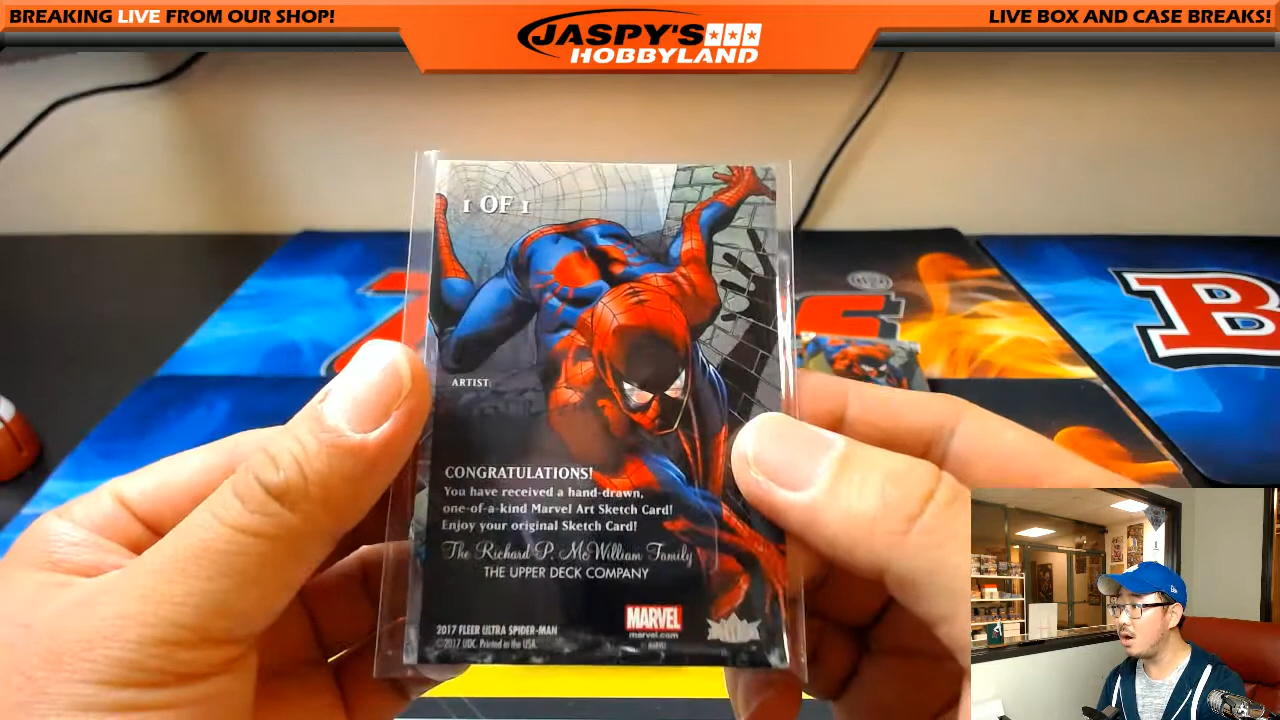 BREAKING LIVE FROM OUR SHOP!
JASPY'S
HOBBYLAND
LIVE BOX AND CASE BREAKS!
1 OF 1
ARTIST:
CONGRATULATIONS!
You have received a hand-drawn,
one-of-a-kind Marvel Art Sketch Card!
Enjoy your original Sketch Card!
The Richard P. McWilliam Family
THE UPPER DECK COMPANY
MARVEL
marvel.com
2017 FLEER ULTRA SPIDER-MAN
©2017 UDC. Printed in the USA.
B